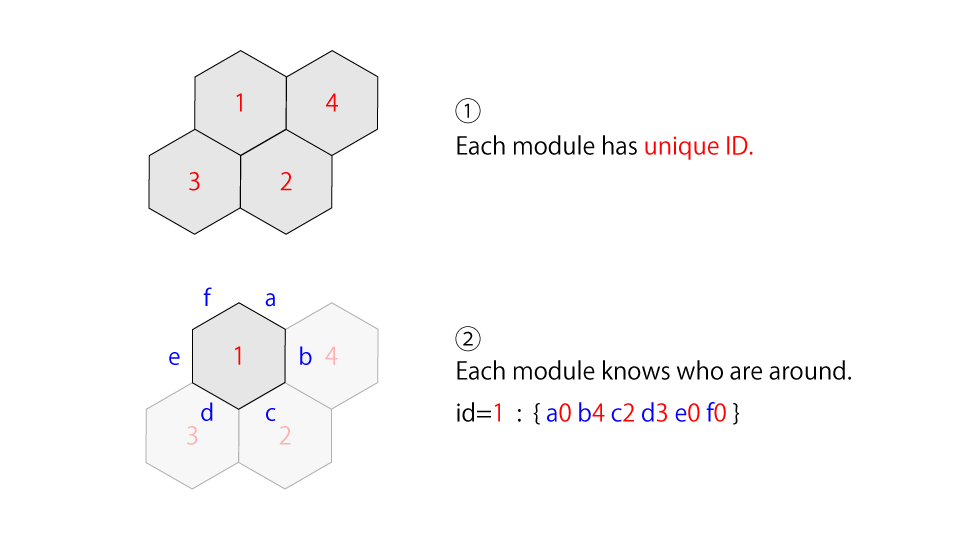 1 4
3 2
①
Each module has unique ID.
f a
e 1 b 4
d c
3 2
②
Each module knows who are around.
id=1 : { a0 b4 c2 d3 e0 f0 }